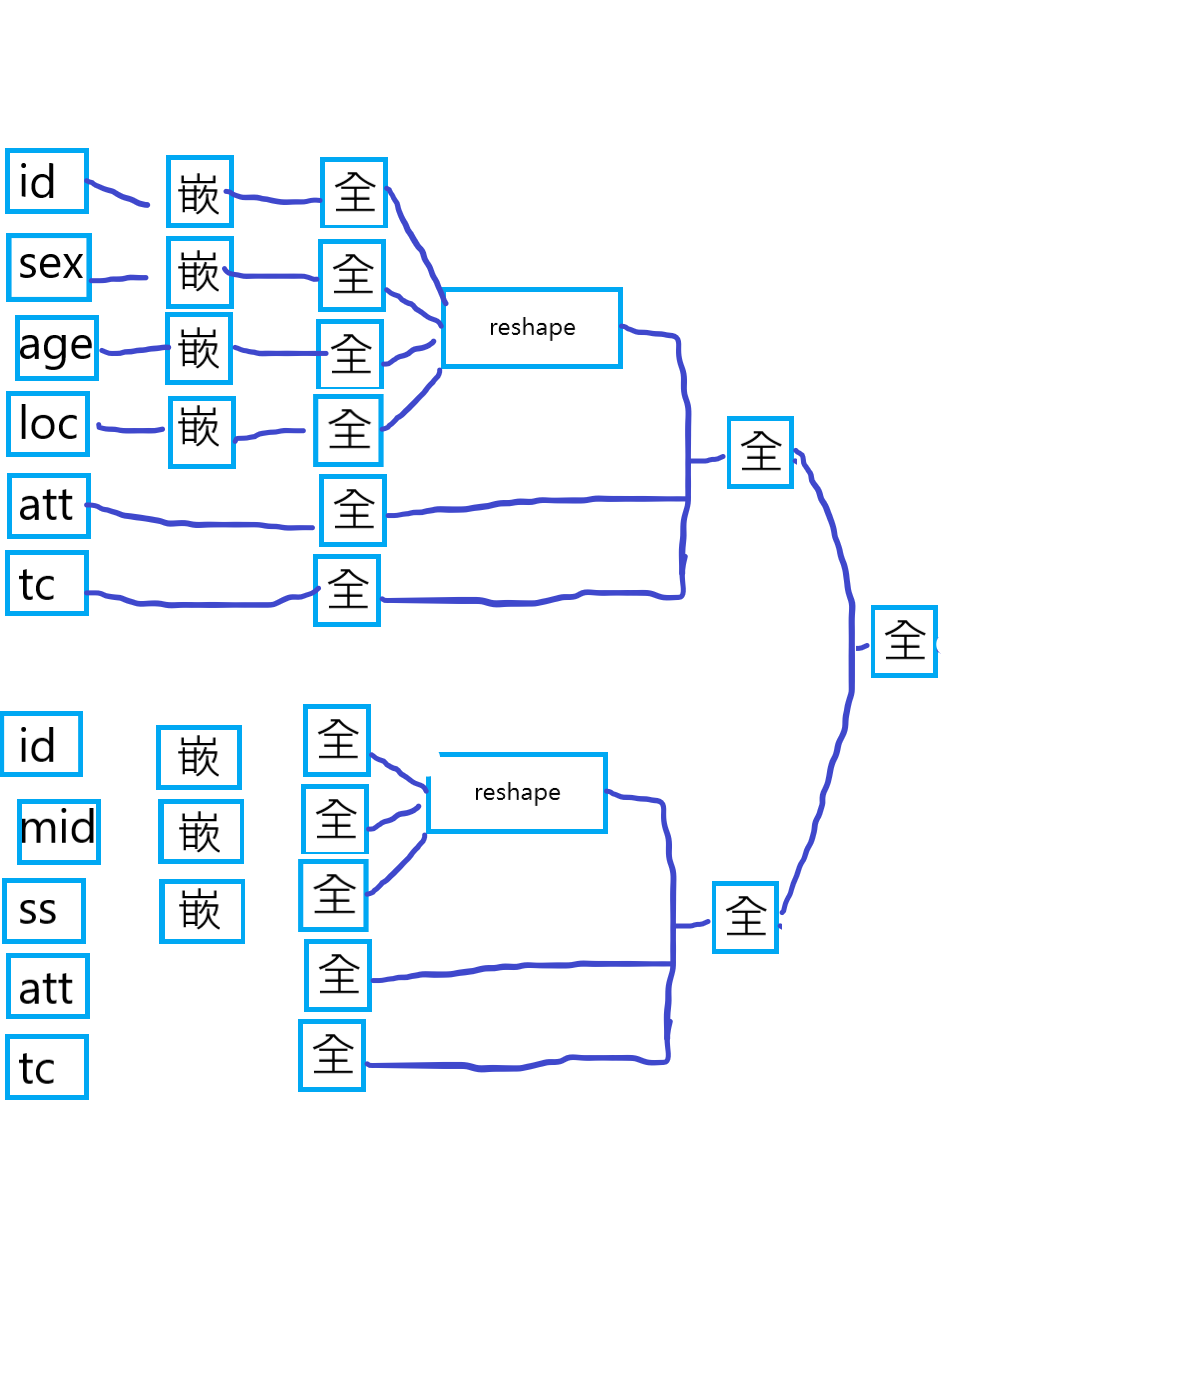 id 嵌 全
sex 嵌 全
reshape
age 嵌 全
loc 嵌 全
全
att 全
tc 全
全
id 嵌 全
reshape
mid 嵌 全
ss 嵌 全
全
att 全
tc 全